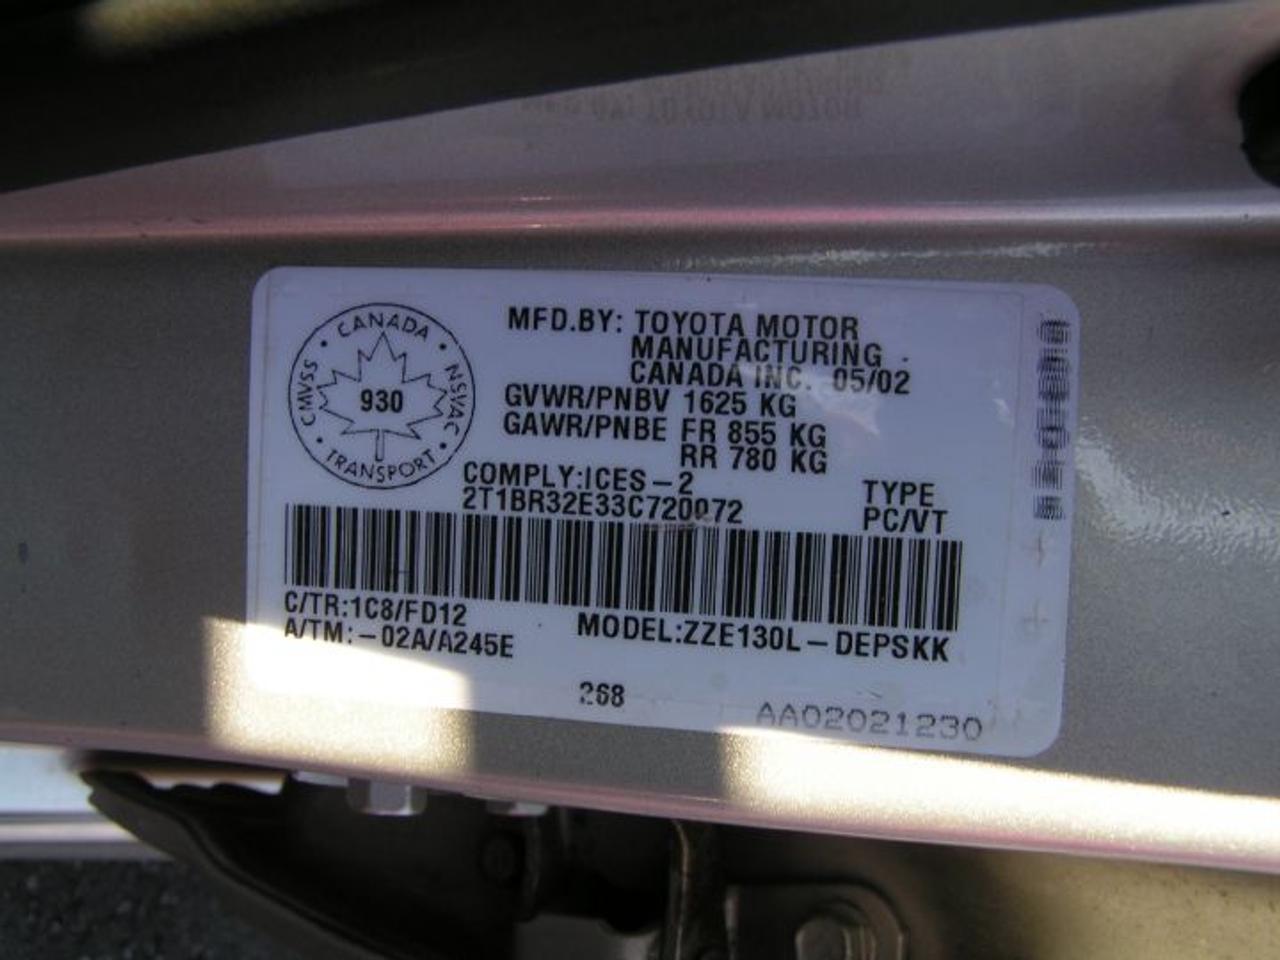 CANADA
CMVSS
NSVAC
930
TRANSPORT
MFD.BY: TOYOTA MOTOR
MANUFACTURING
CANADA INC. 05/02
GVWR/PNBV 1625 KG
GAWR/PNBE FR 855 KG
RR 780 KG
COMPLY:ICES-2
2T1BR32E33C720072
TYPE
PC/VT
C/TR:1C8/FD12
A/TM:-02A/A245E
MODEL:ZZE130L-DEPSKK
268
AA02021230